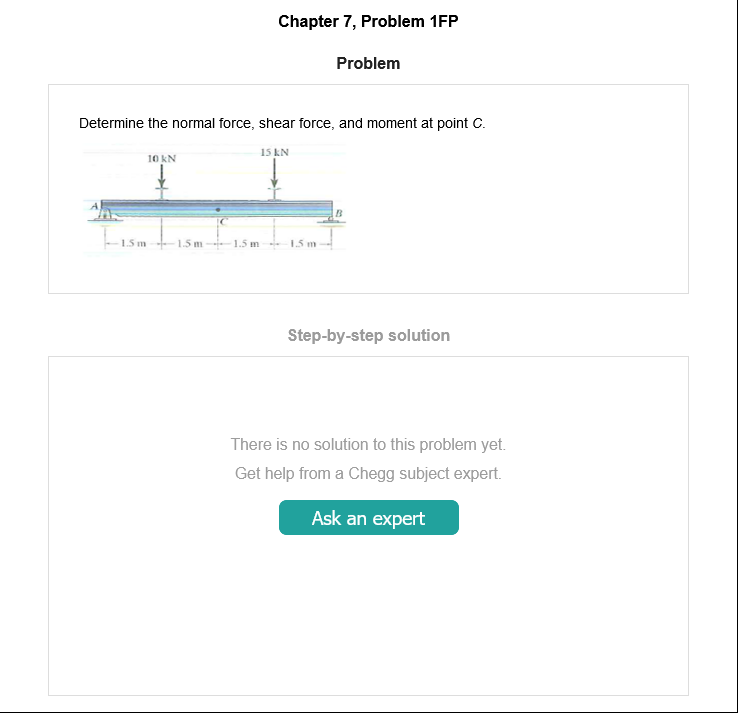 Chapter 7, Problem 1FP
Problem
Determine the normal force, shear force, and moment at point C.
10 kN
15 kN
A
B
C
1.5 m 1.5 m 1.5 m 1.5 m
Step-by-step solution
There is no solution to this problem yet.
Get help from a Chegg subject expert.
Ask an expert